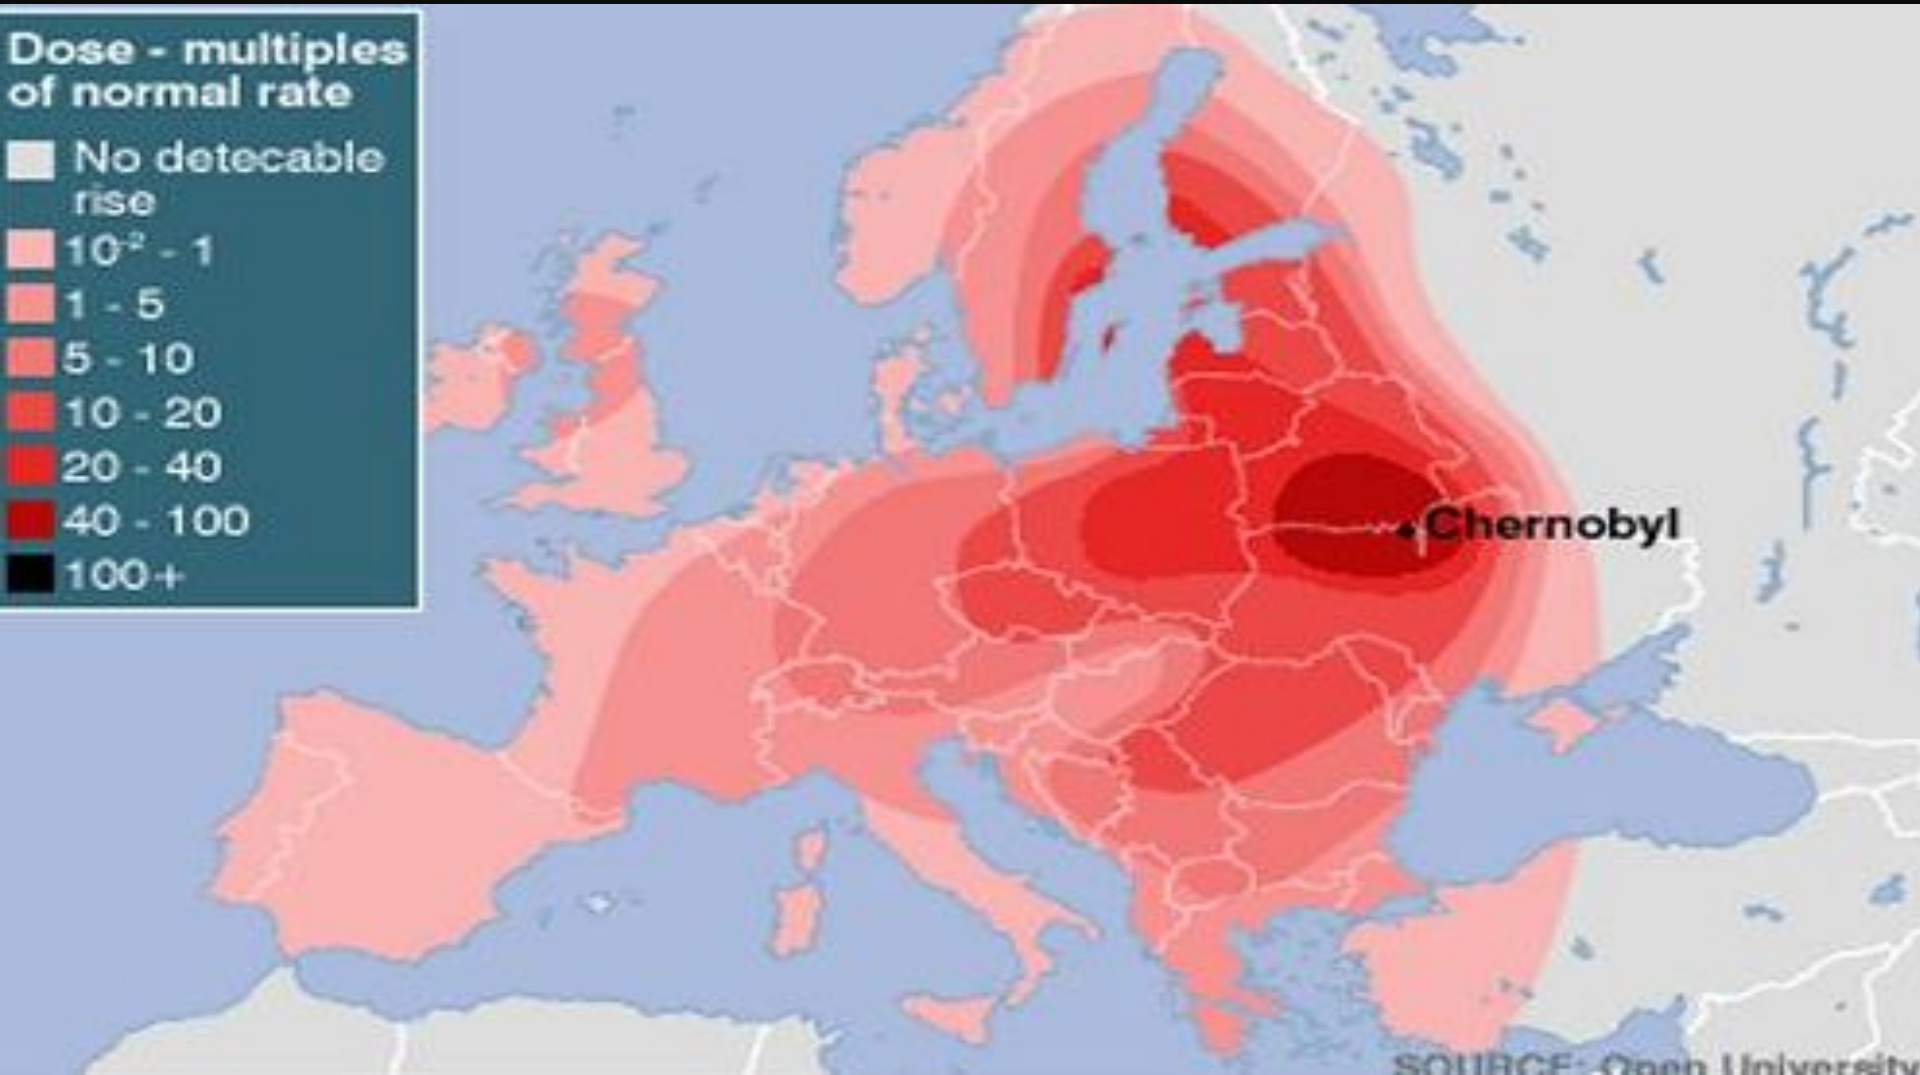 Dose - multiples
of normal rate
No detecable
rise
10⁻² - 1
1 - 5
5 - 10
10 - 20
20 - 40
40 - 100
100+
Chernobyl
SOURCE: Open University